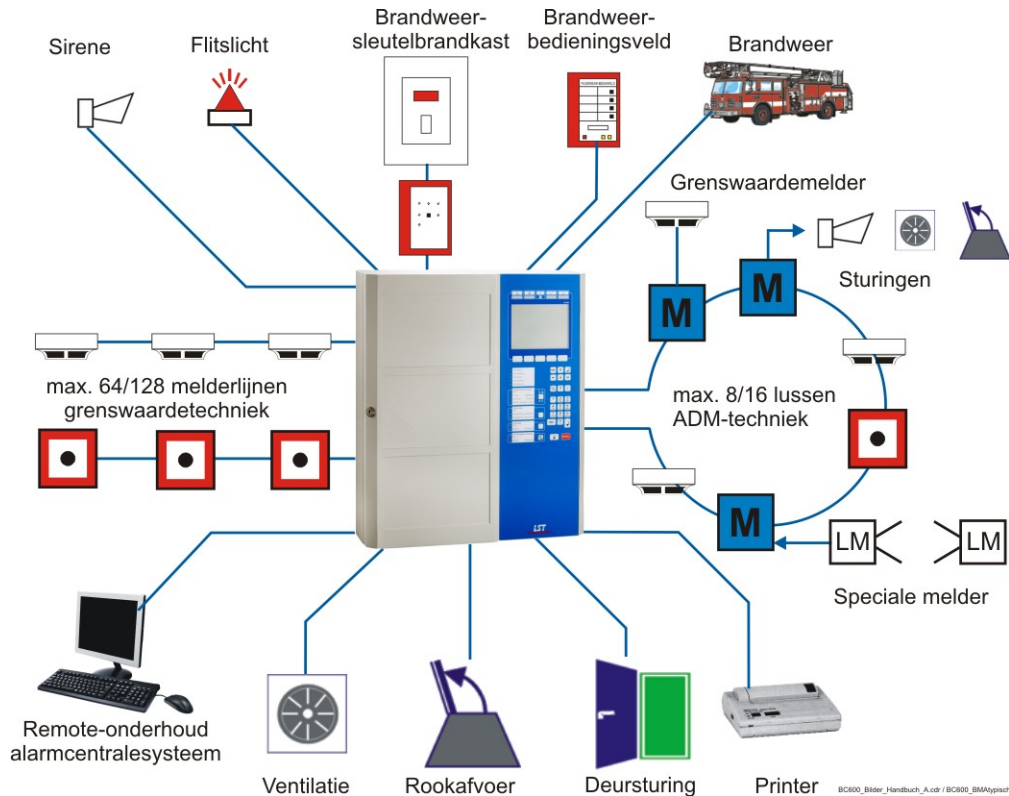 Sirene
Flitslicht
Brandweer-
sleutelbrandkast
Brandweer-
bedieningsveld
Brandweer
Grenswaardemelder
M
M
Sturingen
max. 64/128 melderlijnen
grenswaardetechniek
max. 8/16 lussen
ADM-techniek
M
LM
LM
Speciale melder
LST
Remote-onderhoud
alarmcentralesysteem
Ventilatie
Rookafvoer
Deursturing
Printer
BC600_Bilder_Handbuch_A.cdr / BC600_BMAtypisch